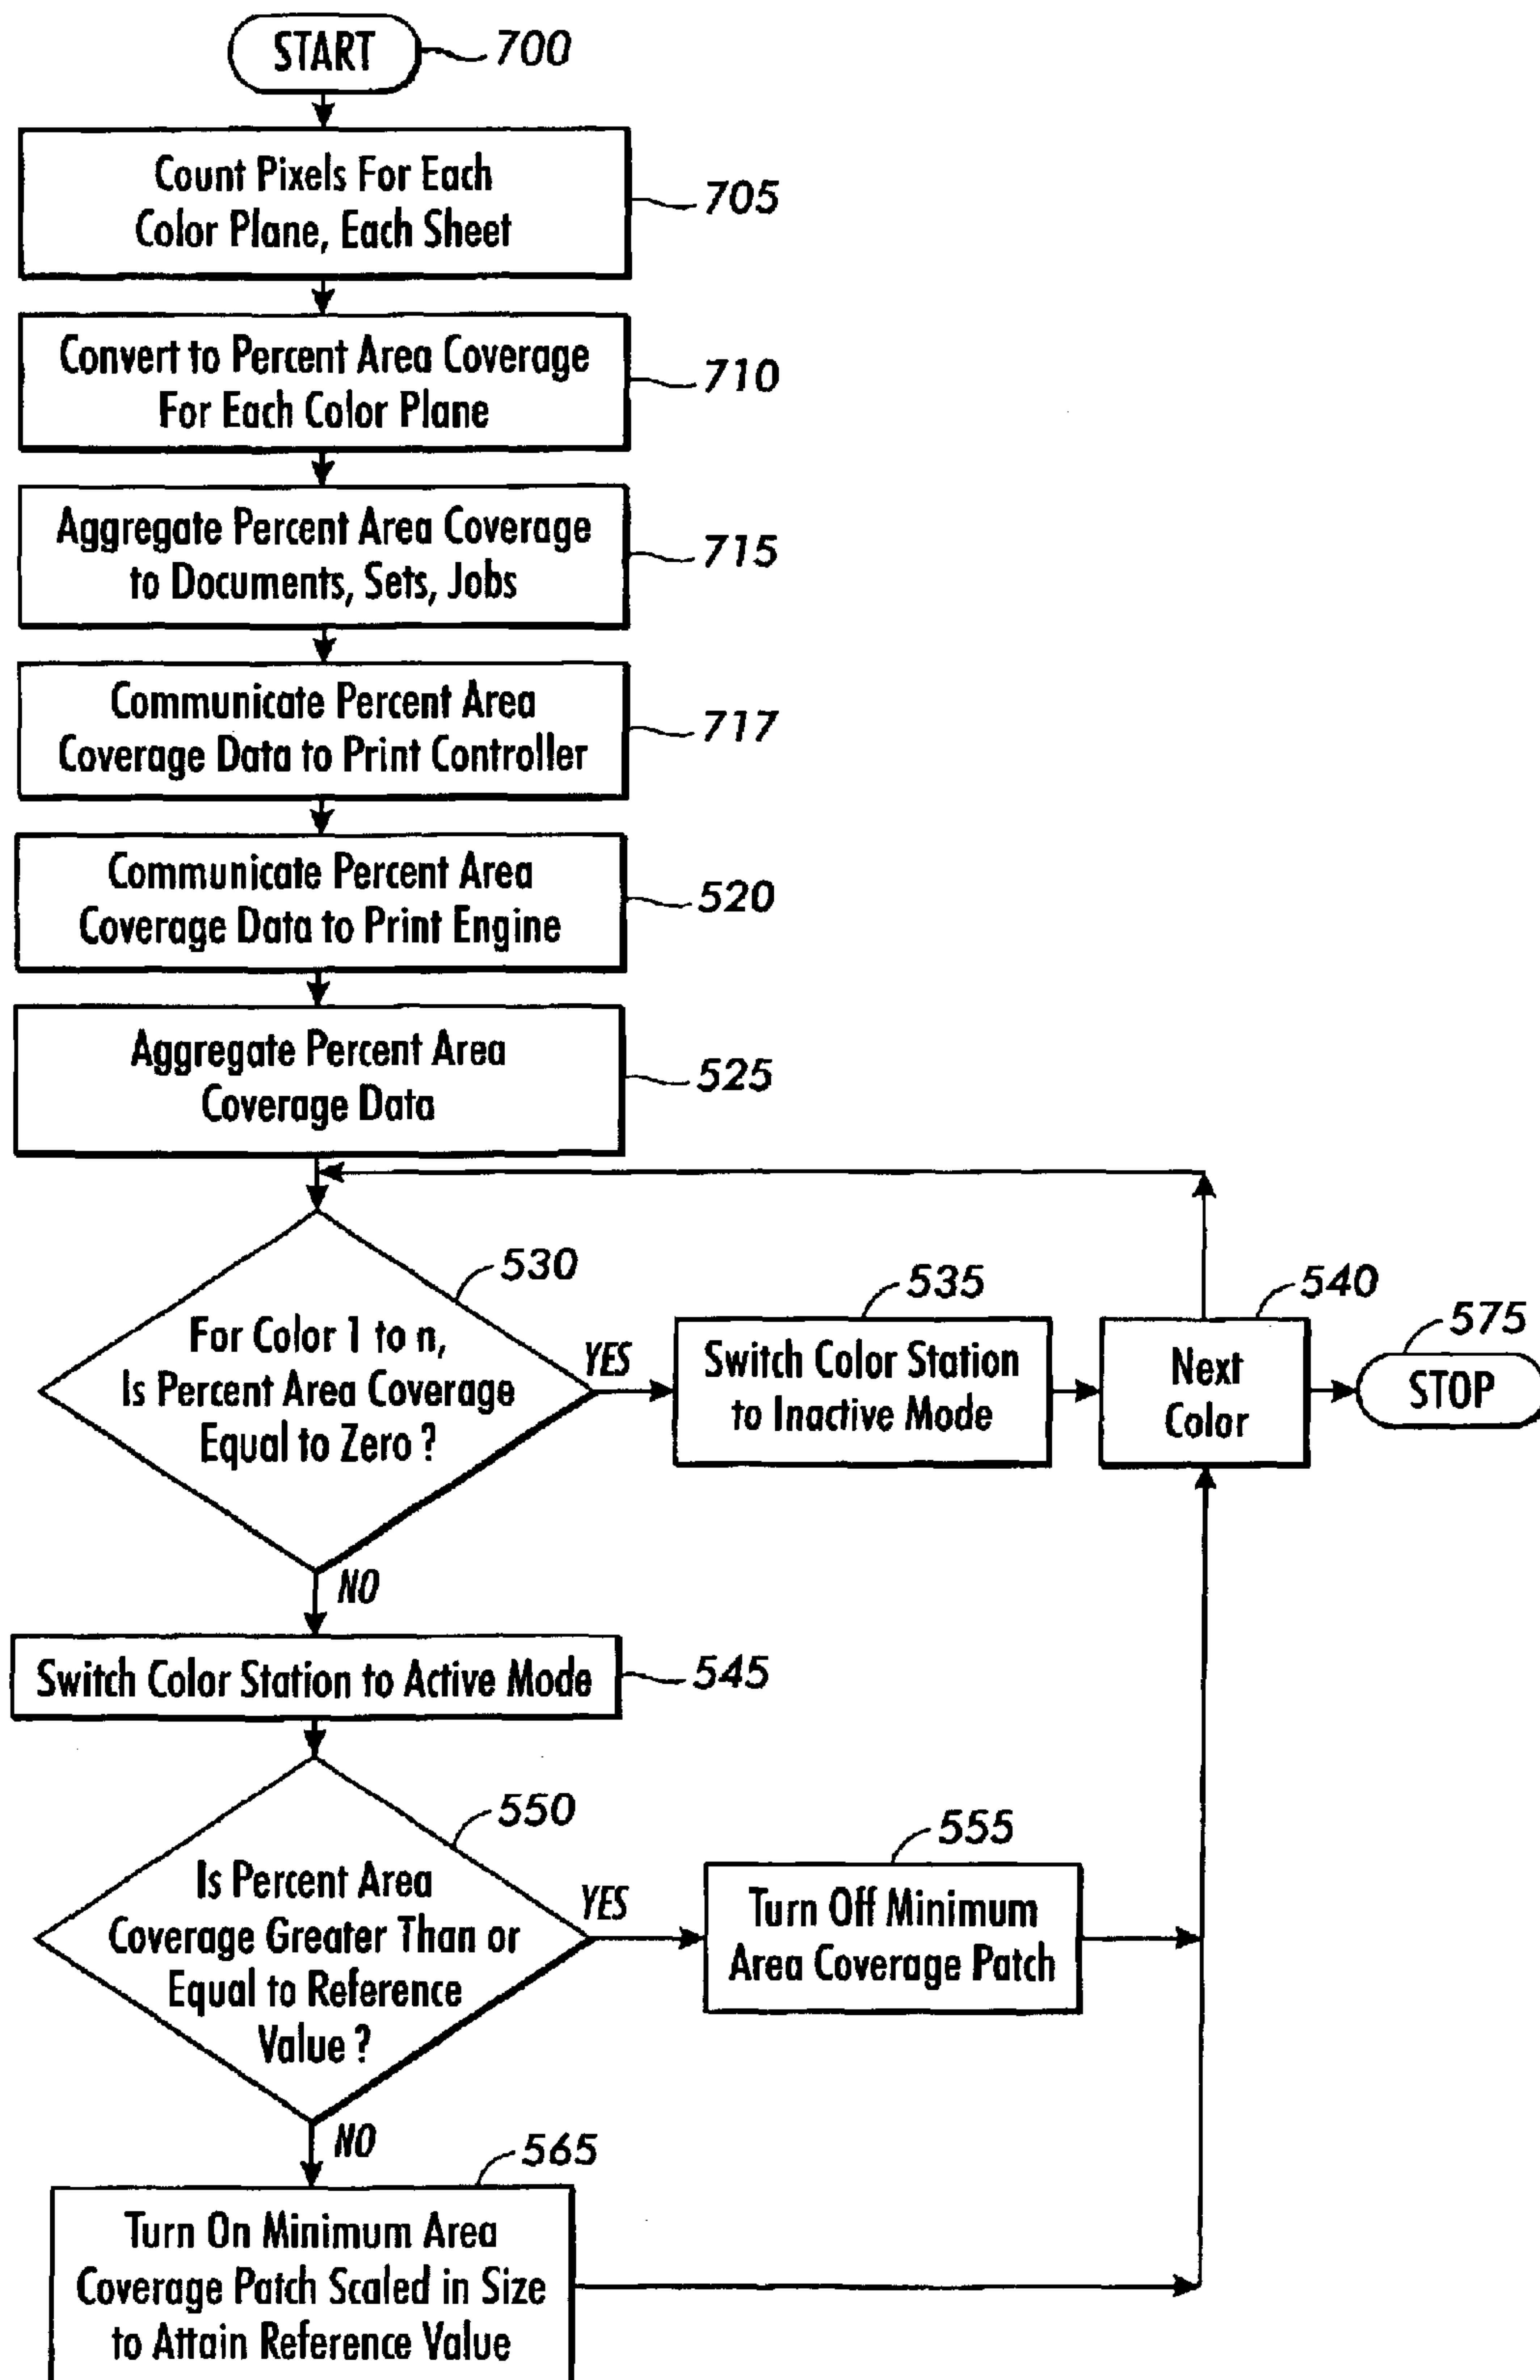 START
700
Count Pixels For Each
Color Plane, Each Sheet
705
Convert to Percent Area Coverage
For Each Color Plane
710
Aggregate Percent Area Coverage
to Documents, Sets, Jobs
715
Communicate Percent Area
Coverage Data to Print Controller
717
Communicate Percent Area
Coverage Data to Print Engine
520
Aggregate Percent Area
Coverage Data
525
For Color 1 to n,
Is Percent Area Coverage
Equal to Zero ?
530
YES
Switch Color Station
to Inactive Mode
535
Next
Color
540
STOP
575
NO
Switch Color Station to Active Mode
545
Is Percent Area
Coverage Greater Than or
Equal to Reference
Value ?
550
YES
Turn Off Minimum
Area Coverage Patch
555
NO
Turn On Minimum Area
Coverage Patch Scaled in Size
to Attain Reference Value
565